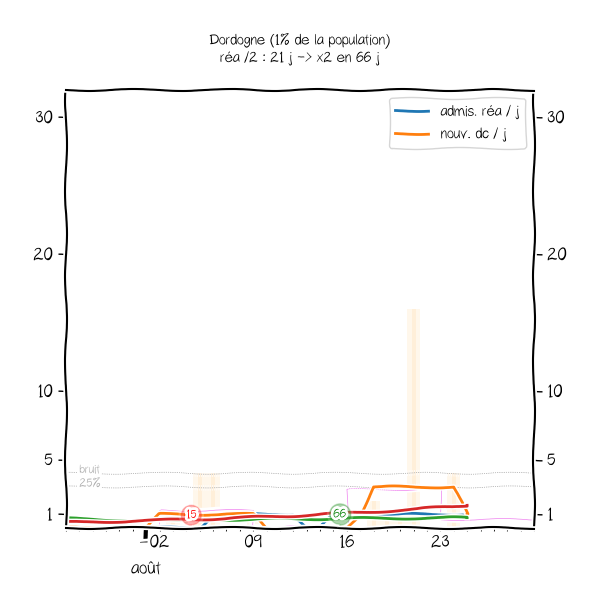 Dordogne (1% de la population)
réa /2 : 21 j -> x2 en 66 j
admis. réa / j
nouv. dc / j
30
30
20
20
10
10
5
5
bruit
25%
1
1
15
66
-02
09
16
23
août